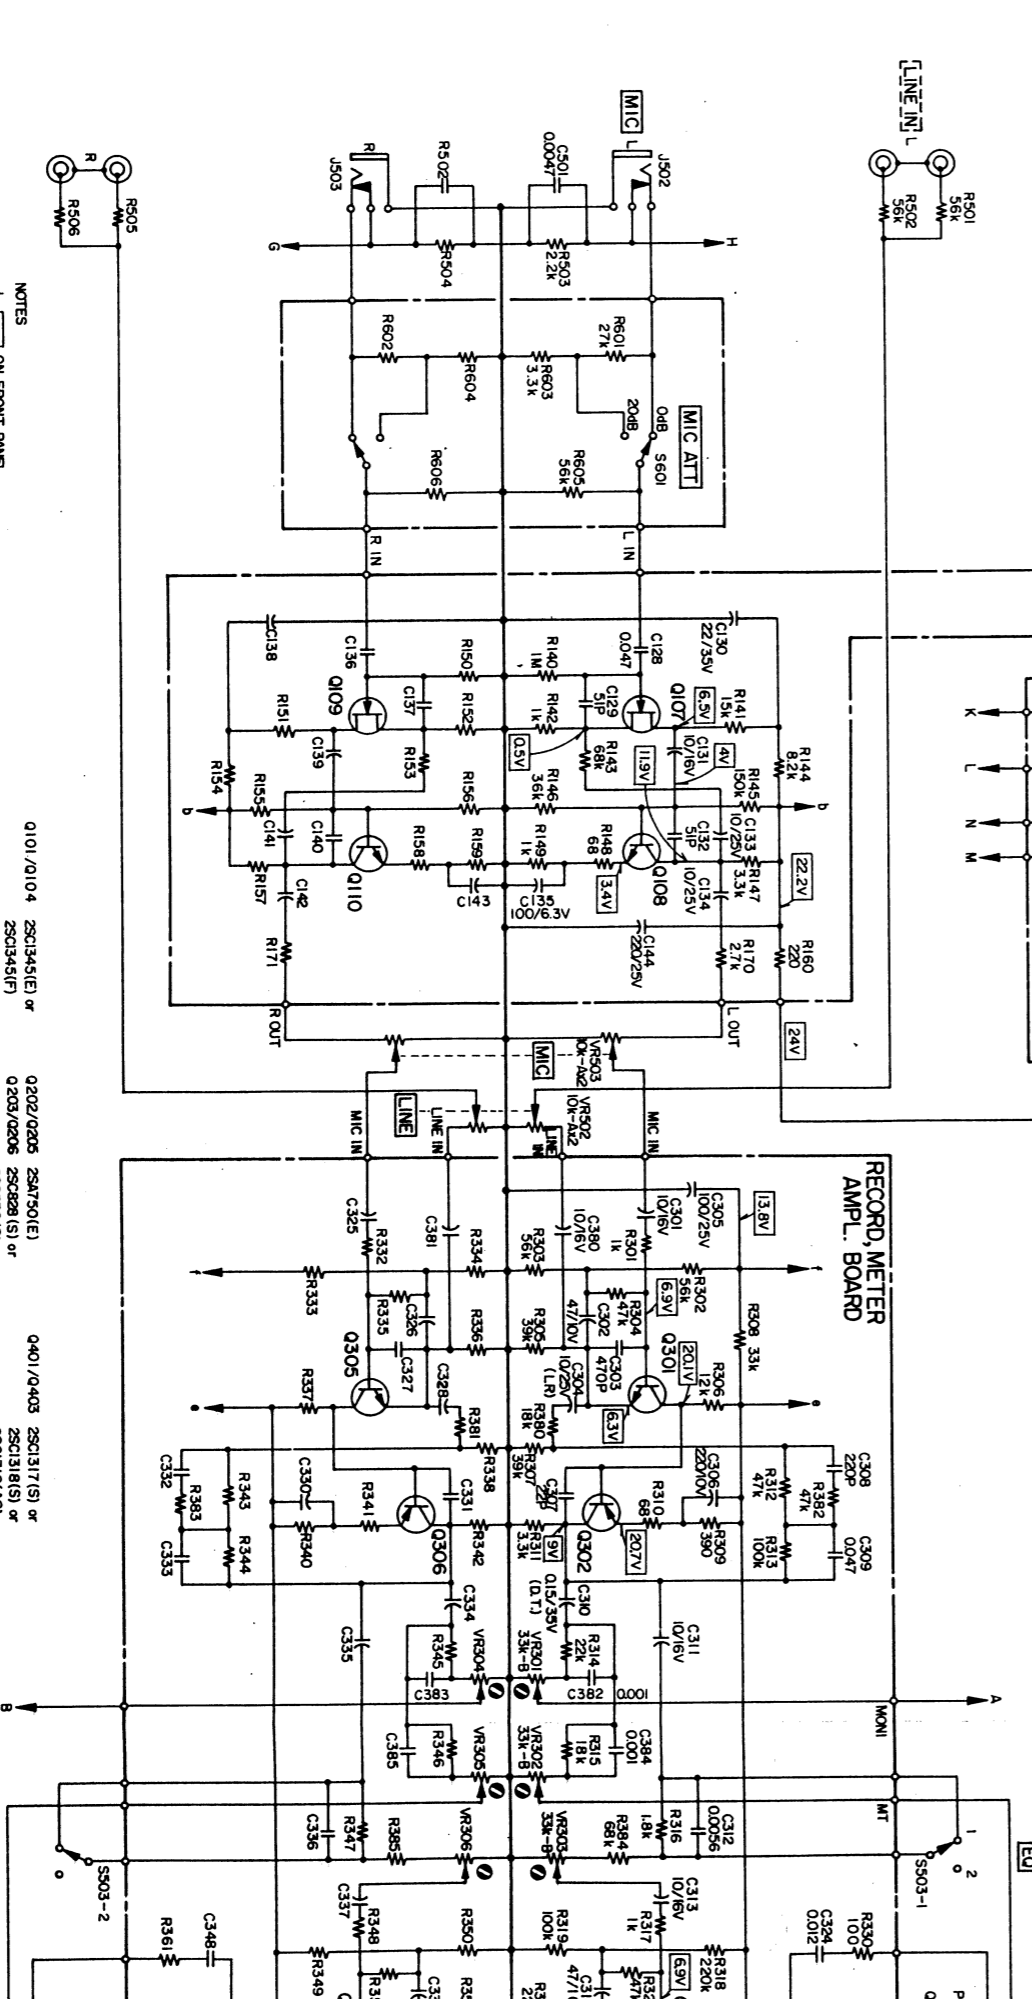 LINE IN
L
R501
56k
R502
56k
MIC
L
J502
C501
0.0047
R502
R
J503
R
R505
R506
H
R503
2.2k
R504
G
NOTES
ON FRONT PANEL
R601
27k
R603
3.3k
R602
R604
MIC ATT
0dB
20dB
S601
R605
56k
R606
L IN
R IN
C130
22/35V
C128
0.047
R140
1M
R150
C136
C138
Q107
6.5V
R141
15k
C129
51P
R142
1k
R152
C137
Q109
R151
0.5V
R143
68k
11.9V
C131
10/16V
4V
R144
8.2k
R145
150k
C139
R153
R154
R155
R156
R146
36k
b
b
C132
51P
C133
10/25V
R147
3.3k
C141
C140
Q110
R158
R159
R149
1k
R148
68
Q108
C134
10/25V
22.2V
R157
C142
C143
C135
100/6.3V
3.4V
C144
220/25V
R170
2.7k
R160
220
R171
K
L
N
M
R OUT
L OUT
24V
VR503
10k-Ax2
MIC
VR502
10k-Ax2
LINE
MIC IN
LINE IN
LINE IN
MIC IN
Q101/Q104 2SC1345(E) or
2SC1345(F)
Q202/Q205 2SA750(E)
Q203/Q206 2SC828(S) or
Q401/Q403 2SC1317(S) or
2SC1318(S) or
RECORD, METER
AMPL. BOARD
13.8V
C305
100/25V
C301
10/16V
R301
1k
C380
10/16V
C381
C325
R332
R303
56k
R334
R302
56k
f
f
R333
6.9V
R304
47k
C302
47/10V
C326
R335
R308 33k
R305
39k
R336
C303
470P
C327
Q301
Q305
20.1V
R306
12k
C304
10/25V
(LR)
C328
6.3V
e
e
R337
R380
18k
R381
R307
39k
R338
C308
220P
R382
47k
C309
0.047
R312
47k
R313
100k
C306
220/10V
R309
390
R310
68
C307
22P
C331
R341
C330
R340
R343
R344
C332
R383
C333
Q302
20.7V
9V
R311
3.3k
R342
Q306
C310
0.15/35V
(D.T.)
C334
C311
10/16V
C335
R314
22k
VR301
33k-B
VR304
R345
C383
C382 0.001
A
B
MONI
C384
0.001
R315
18k
VR302
33k-B
VR305
R346
C385
MT
C312
0.0056
R316
1.8k
R384
68k
VR303
33k-B
VR306
R385
R347
C336
1
2
S503-1
S503-2
EQ
C313
10/16V
R317
1k
C337
R348
R330
100
C324
0.012
R318
220k
R319
100k
R350
R349
6.9V
C348
R361